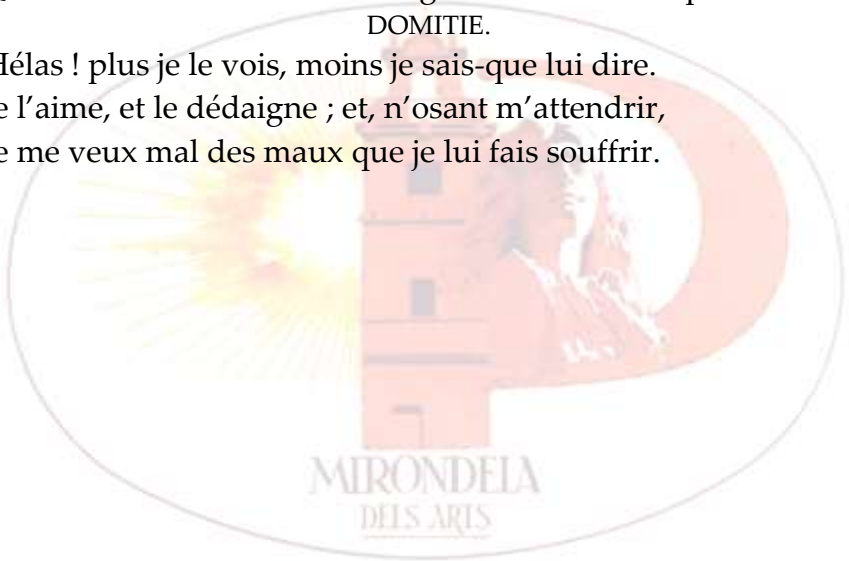 DOMITIE.
Hélas ! plus je le vois, moins je sais-que lui dire.
e l’aime, et le dédaigne ; et, n’osant m’attendrir,
e me veux mal des maux que je lui fais souffrir.
MIRONDELA
DELS ARTS